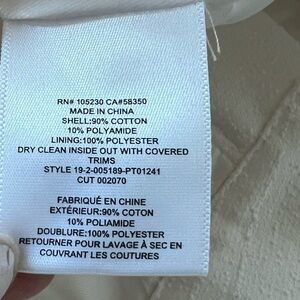 RN# 105230 CA#58350
MADE IN CHINA
SHELL:90% COTTON
10% POLYAMIDE
LINING:100% POLYESTER
DRY CLEAN INSIDE OUT WITH COVERED
TRIMS
STYLE 19-2-005189-PT01241
CUT 002070
FABRIQUÉ EN CHINE
EXTÉRIEUR:90% COTON
10% POLIAMIDE
DOUBLURE:100% POLYESTER
RETOURNER POUR LAVAGE À SEC EN
COUVRANT LES COUTURES